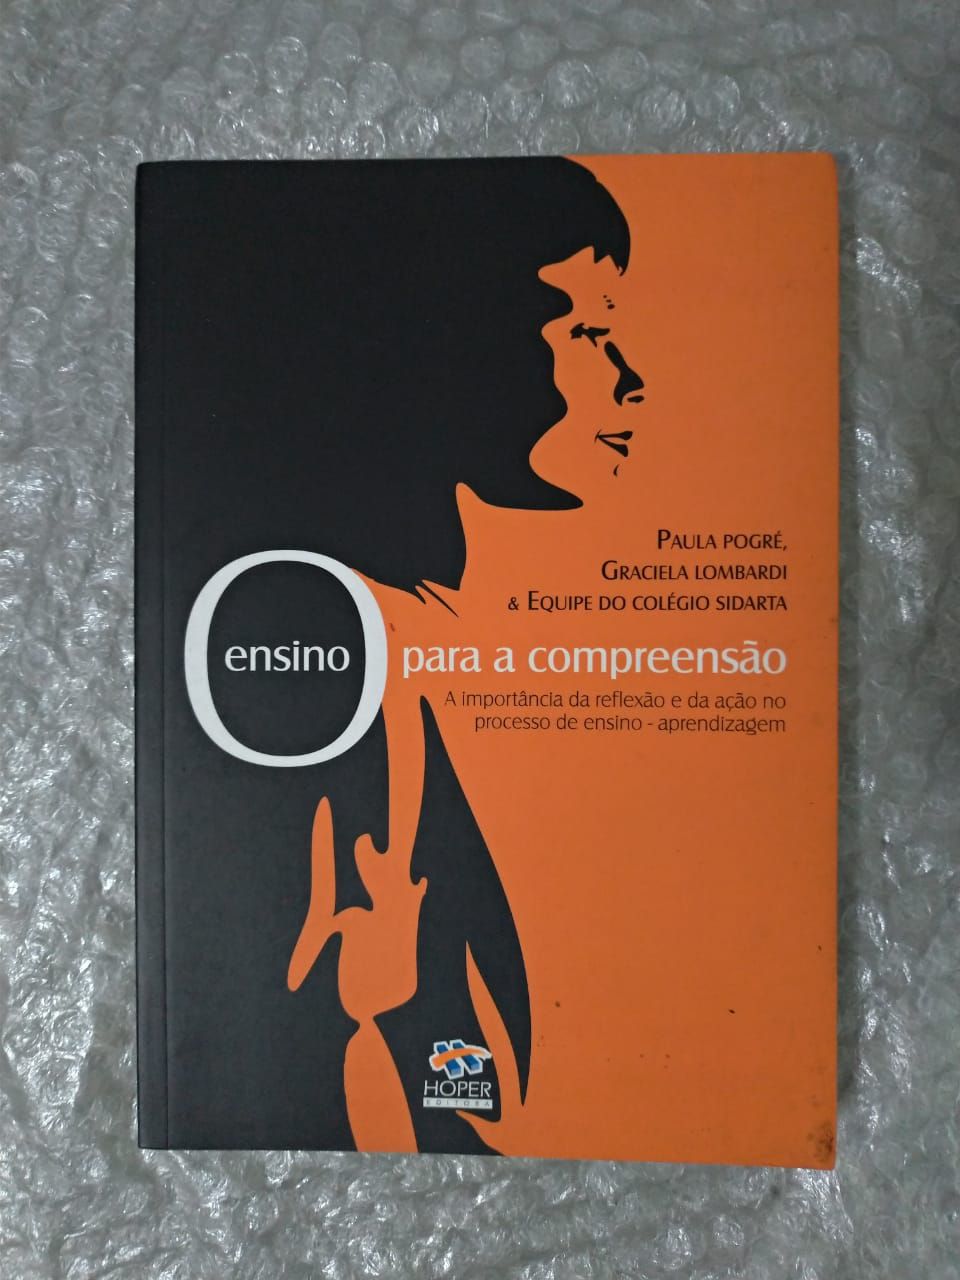 PAULA POGRÉ,
GRACIELA LOMBARDI
& EQUIPE DO COLÉGIO SIDARTA
O ensino para a compreensão
A importância da reflexão e da ação no
processo de ensino - aprendizagem
HOPER
EDITORA